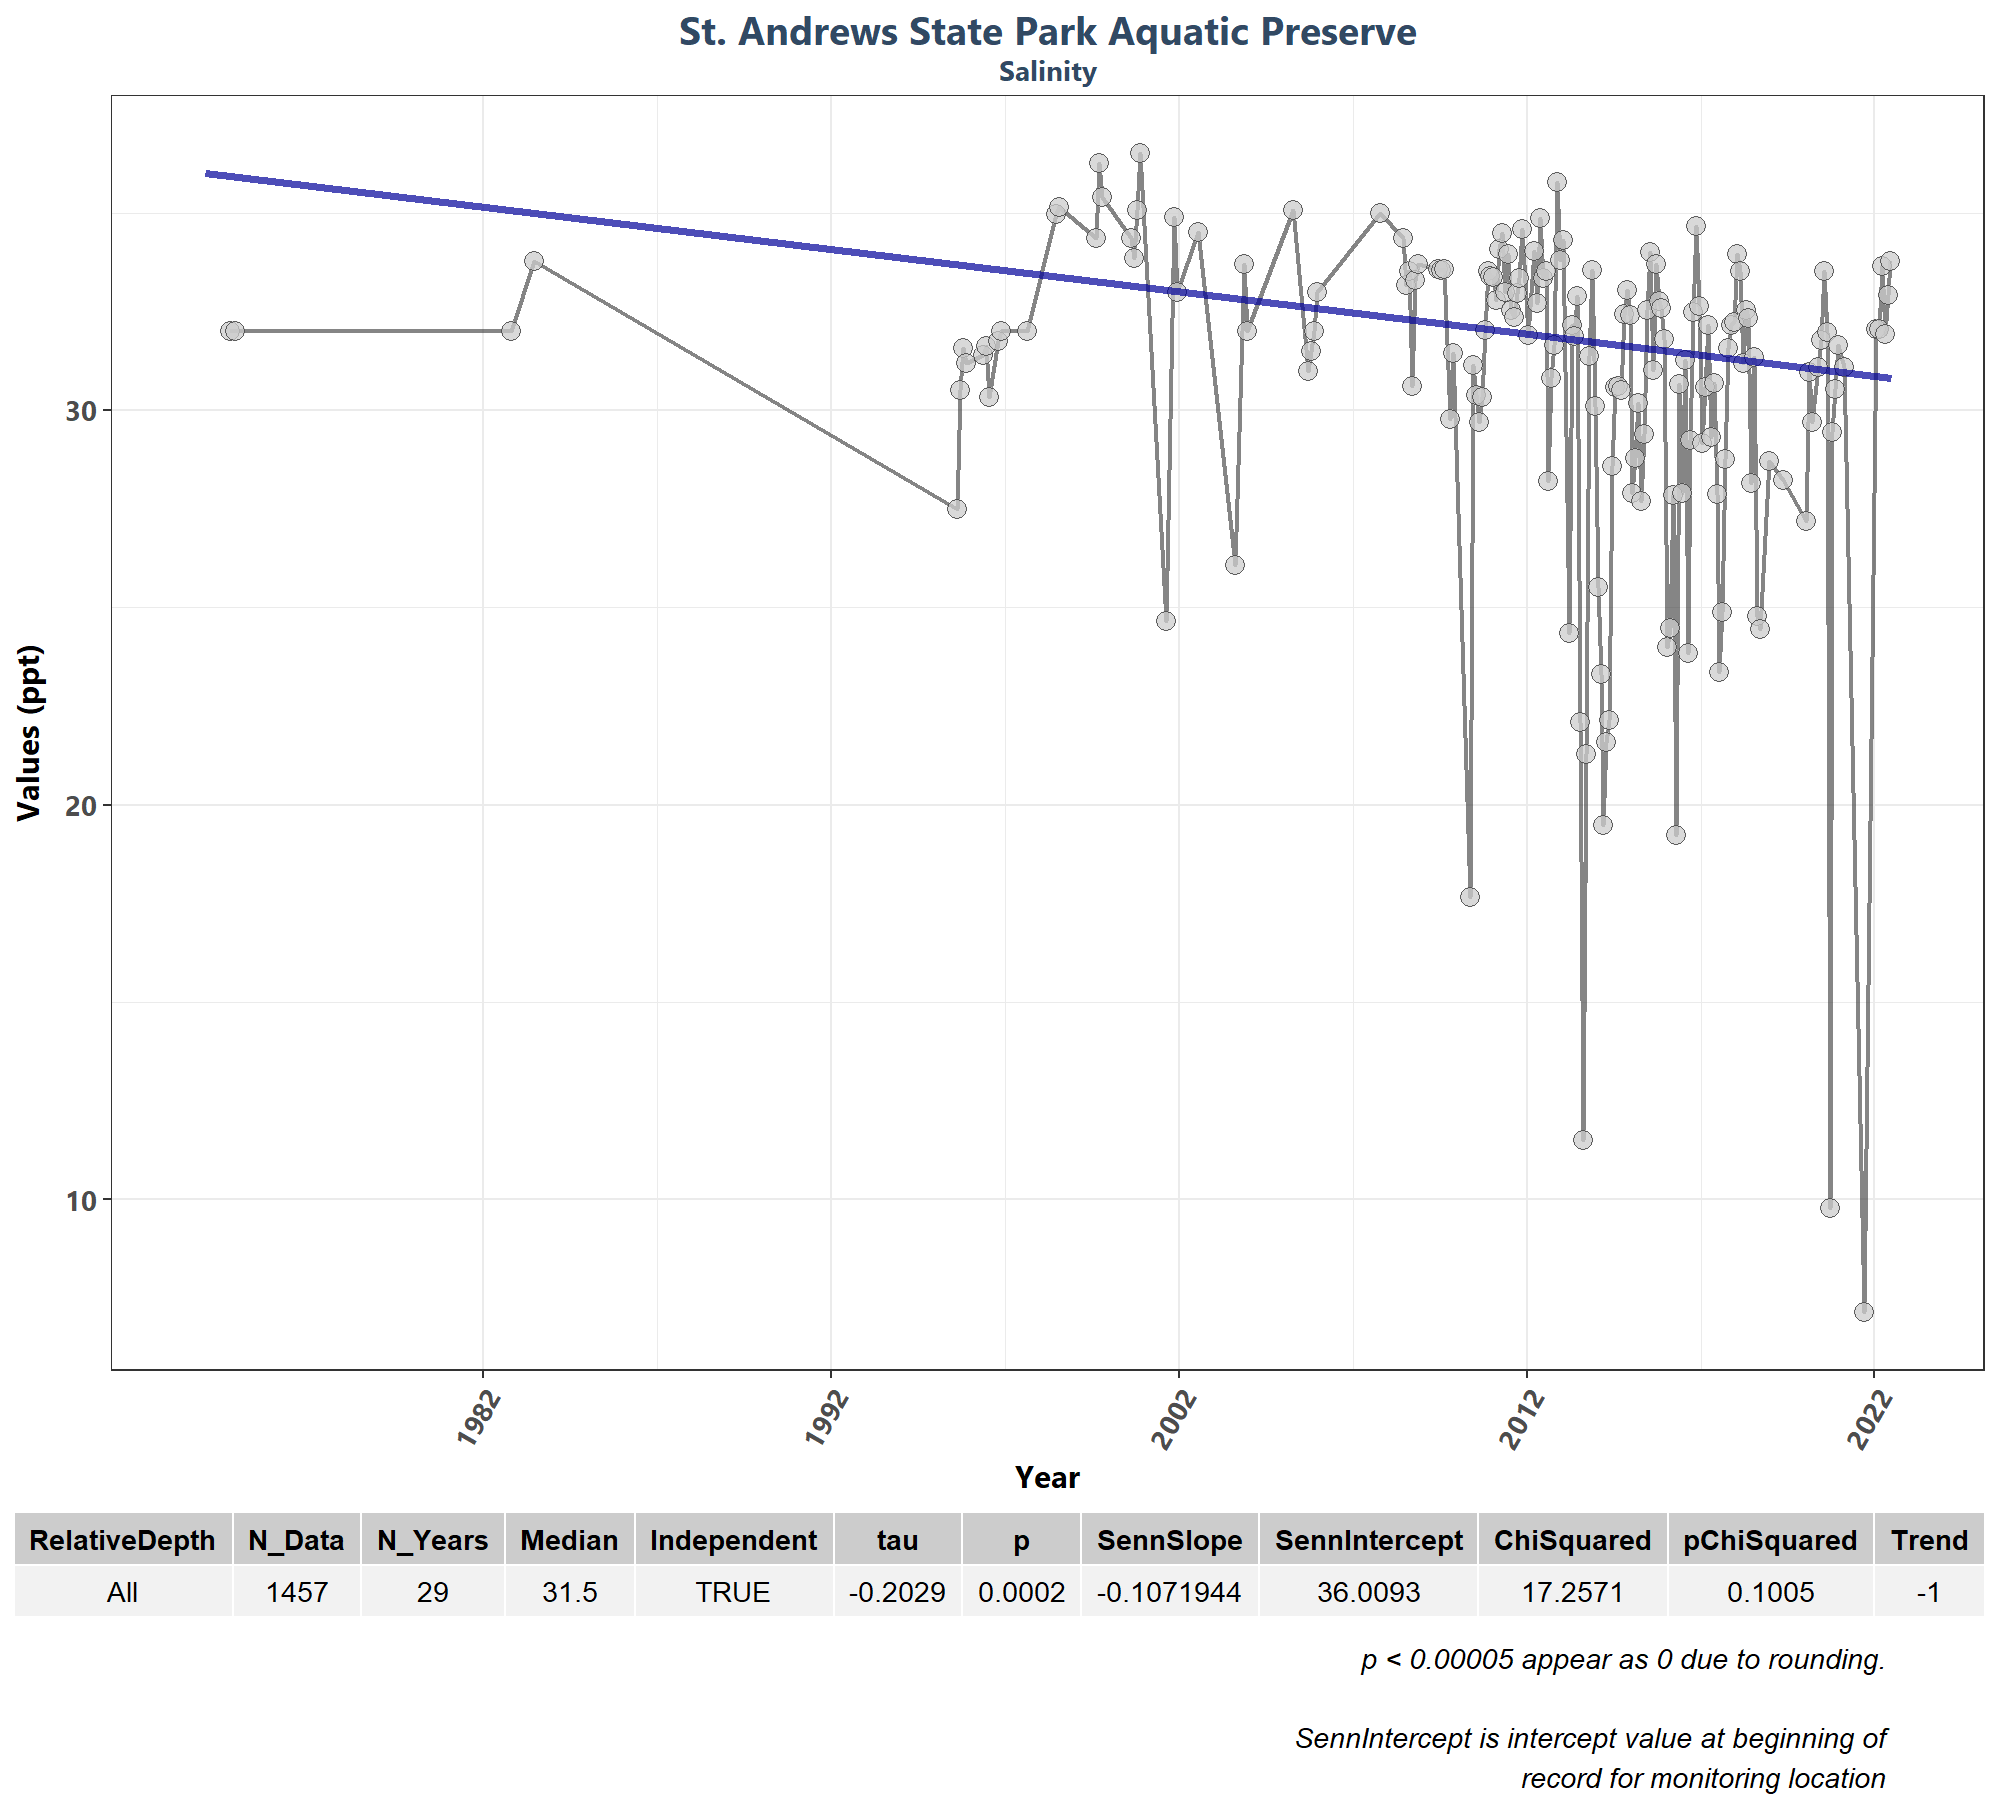 St. Andrews State Park Aquatic Preserve
Salinity
Values (ppt)
30
20
10
1982
1992
2002
2012
2022
Year
RelativeDepth N_Data N_Years Median Independent tau p SennSlope SennIntercept ChiSquared pChiSquared Trend
All 1457 29 31.5 TRUE -0.2029 0.0002 -0.1071944 36.0093 17.2571 0.1005 -1
p < 0.00005 appear as 0 due to rounding.
SennIntercept is intercept value at beginning of
record for monitoring location